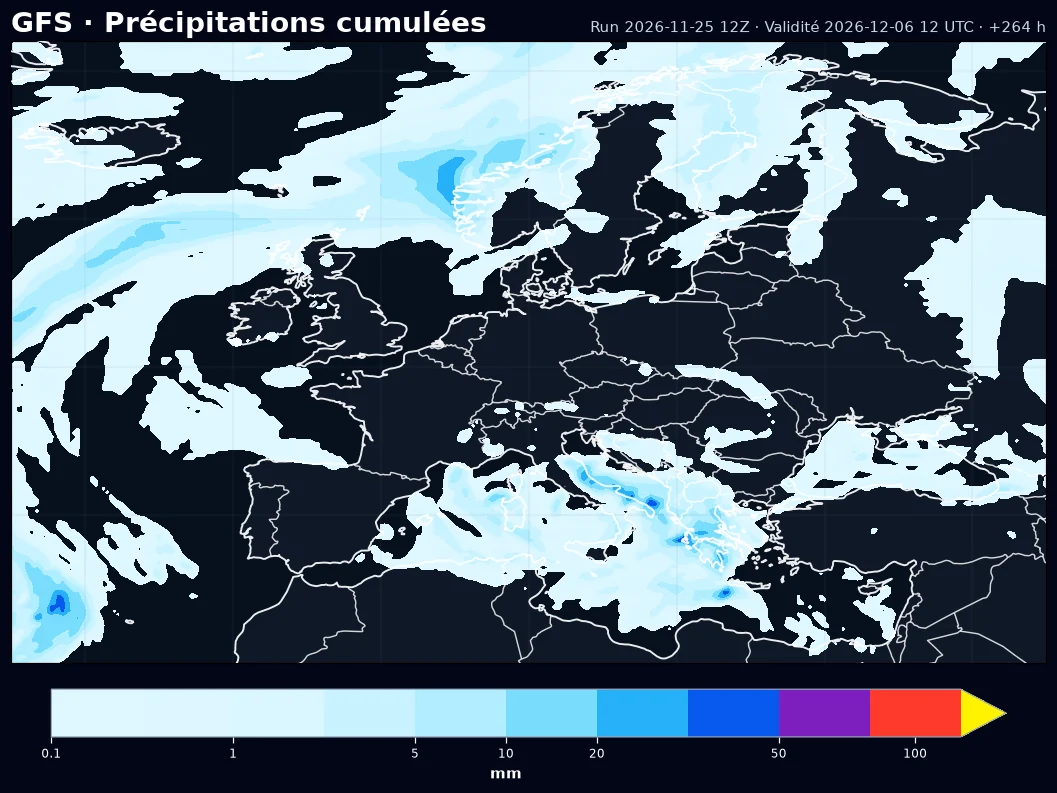 GFS · Précipitations cumulées
Run 2026-11-25 12Z · Validité 2026-12-06 12 UTC · +264 h
0.1 1 5 10 20 50 100
mm